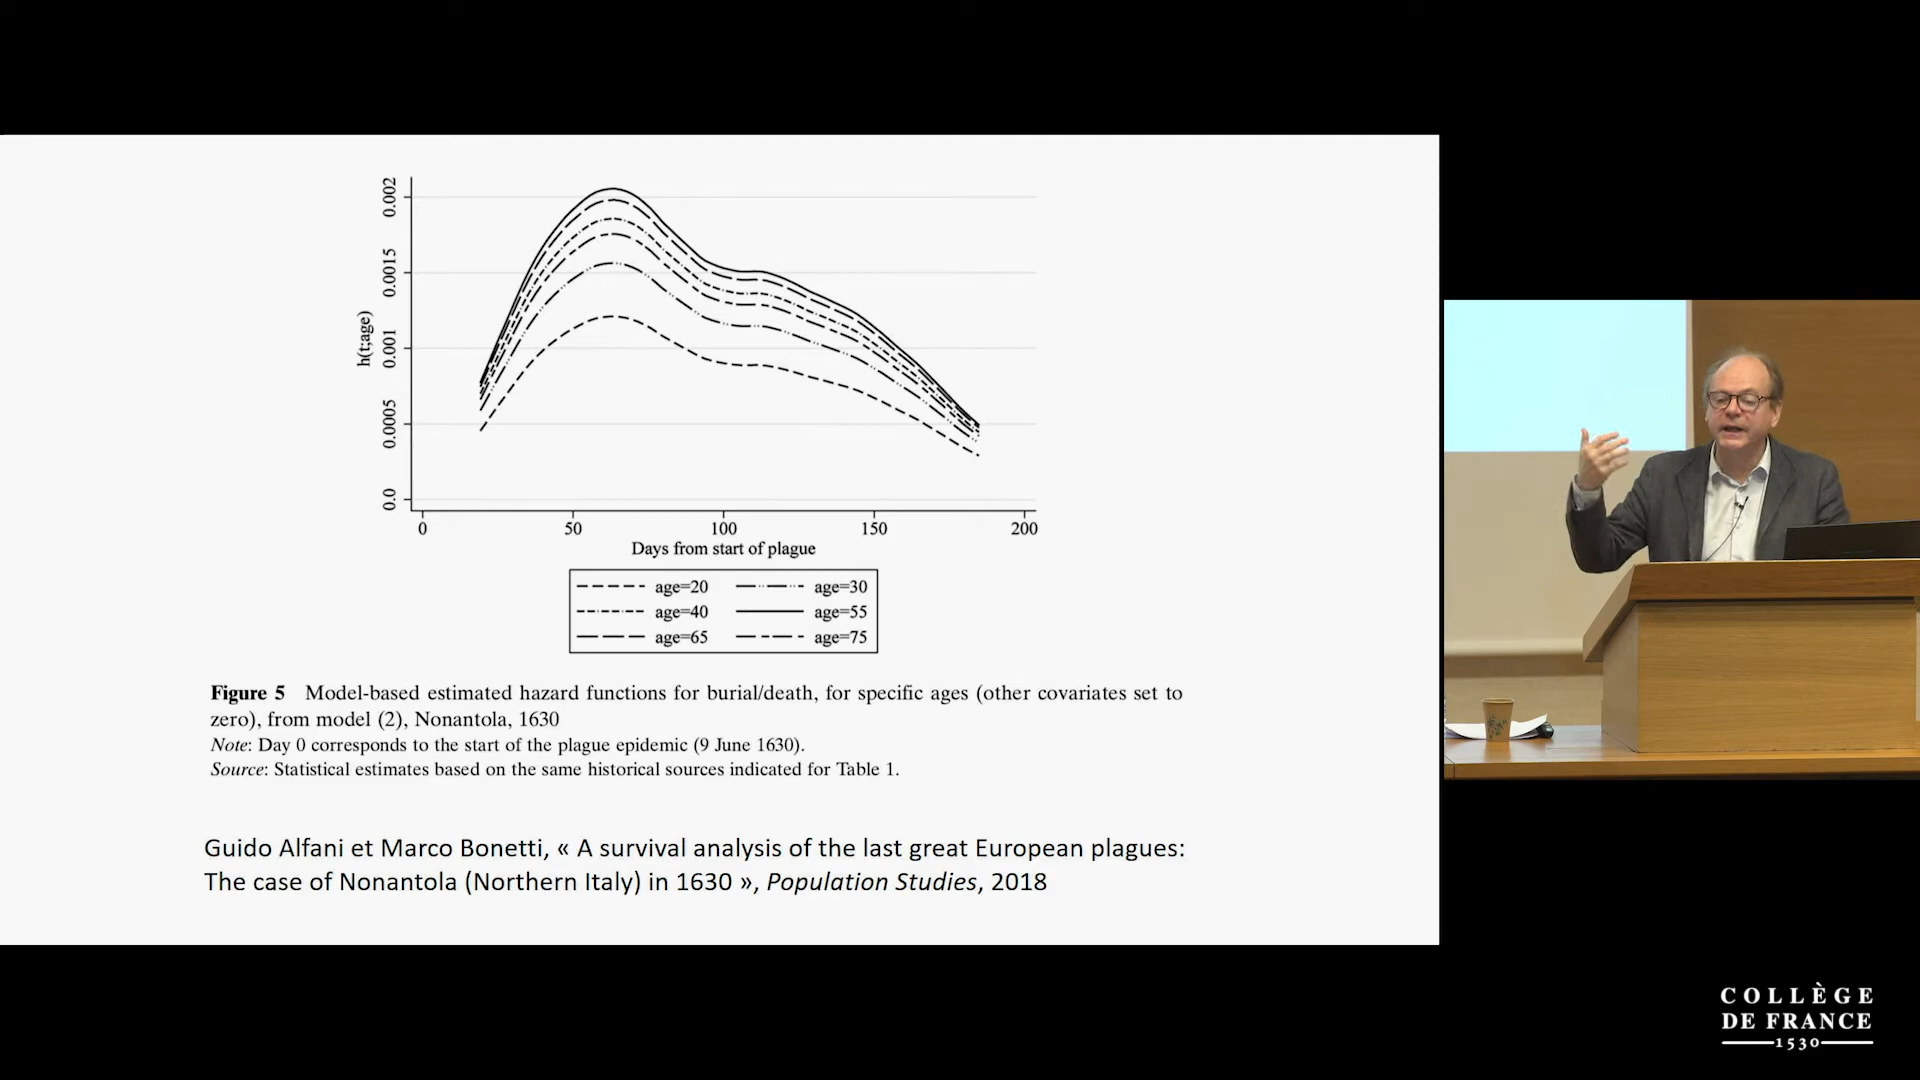 0.002
0.0015
0.001
0.0005
0.0
h(t;age)
0 50 100 150 200
Days from start of plague
age=20 age=30
age=40 age=55
age=65 age=75
Figure 5 Model-based estimated hazard functions for burial/death, for specific ages (other covariates set to
zero), from model (2), Nonantola, 1630
Note: Day 0 corresponds to the start of the plague epidemic (9 June 1630).
Source: Statistical estimates based on the same historical sources indicated for Table 1.
Guido Alfani et Marco Bonetti, « A survival analysis of the last great European plagues:
The case of Nonantola (Northern Italy) in 1630 », Population Studies, 2018
COLLÈGE
DE FRANCE
1530